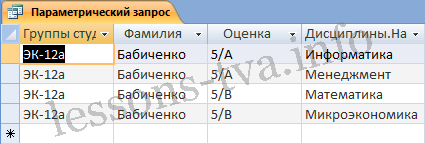 Параметрический запрос
Группы студ Фамилия Оценка Дисциплины.На
ЭК-12а Бабиченко 5/A Информатика
ЭК-12а Бабиченко 5/A Менеджмент
ЭК-12а Бабиченко 5/B Математика
ЭК-12а Бабиченко 5/B Микроэкономика
lessons-tva.info